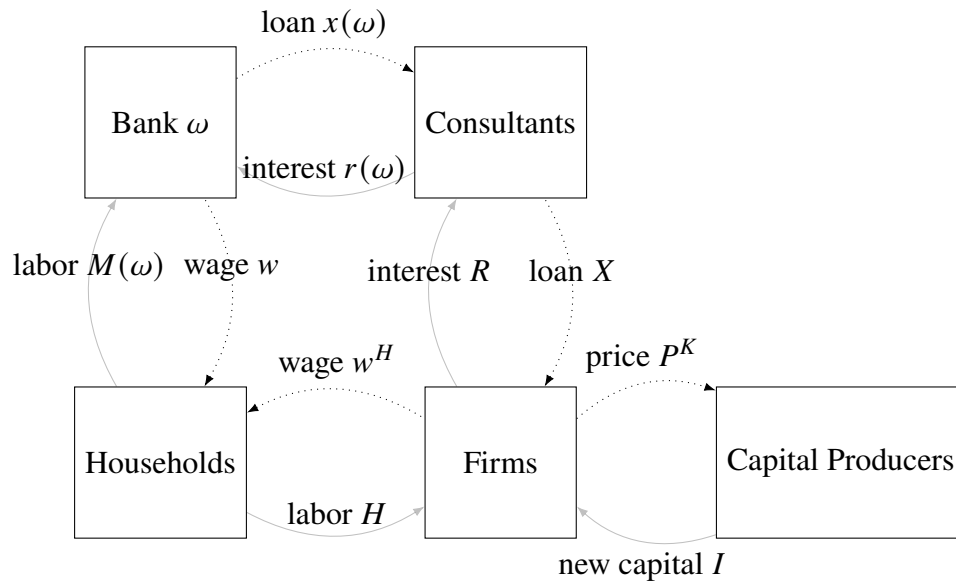 loan x(ω)
Bank ω
Consultants
interest r(ω)
labor M(ω)
wage w
interest R
loan X
wage w^H
price P^K
Households
Firms
Capital Producers
labor H
new capital I